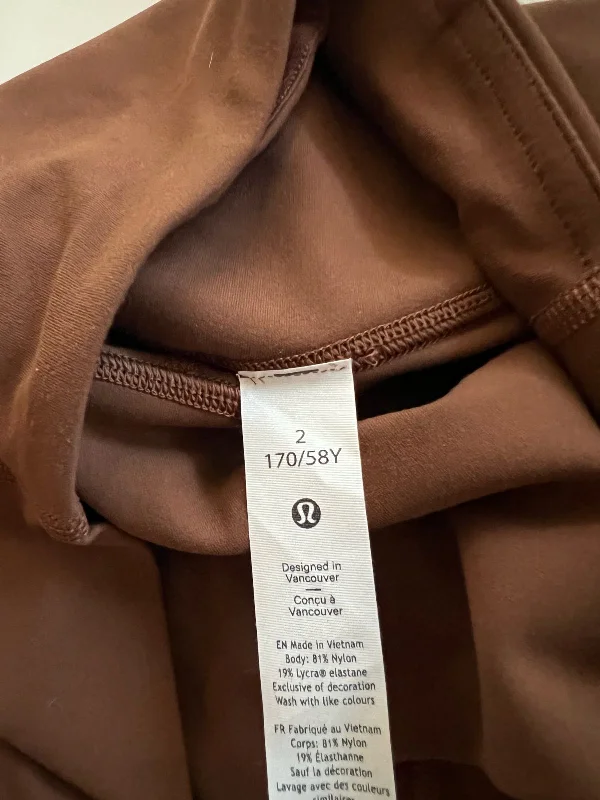 2
170/58Y
Designed in
Vancouver
Conçu à
Vancouver
EN Made in Vietnam
Body: 81% Nylon
19% Lycra® elastane
Exclusive of decoration
Wash with like colours
FR Fabriqué au Vietnam
Corps: 81% Nylon
19% Élasthanne
Sauf la décoration
Lavage avec des couleurs
similaires